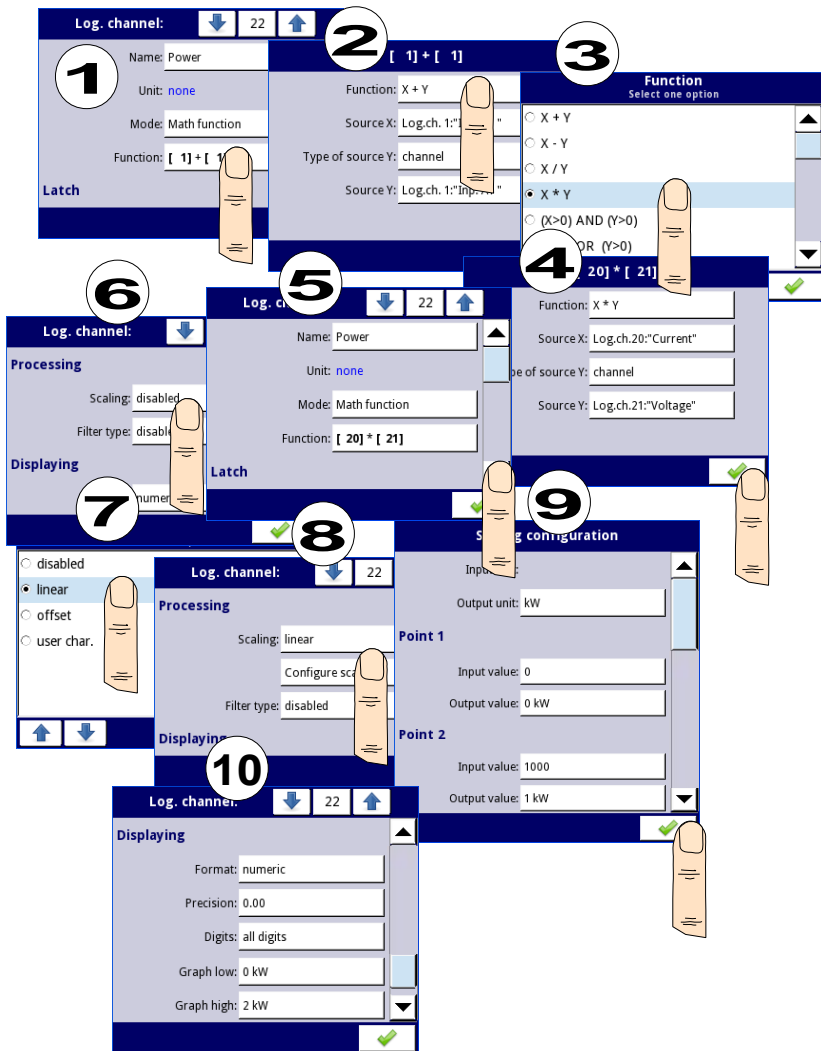 1
Log. channel: 22
Name: Power
Unit: none
Mode: Math function
Function: [ 1] + [ 1
Latch
2
[ 1] + [ 1]
Function: X + Y
Source X: Log.ch. 1:" "
Type of source Y: channel
Source Y: Log.ch. 1:"Inp. "
3
Function
Select one option
X + Y
X - Y
X / Y
X * Y
(X>0) AND (Y>0)
OR (Y>0)
4
20] * [ 21]
Function: X * Y
Source X: Log.ch.20:"Current"
pe of source Y: channel
Source Y: Log.ch.21:"Voltage"
5
Log. 22
Name: Power
Unit: none
Mode: Math function
Function: [ 20] * [ 21]
Latch
6
Log. channel:
Processing
Scaling: disabled
Filter type: disable
Displaying
numer
7
disabled
linear
offset
user char.
8
Log. channel: 22
Processing
Scaling: linear
Configure sca
Filter type: disabled
Displaying
9
configuration
Output unit: kW
Point 1
Input value: 0
Output value: 0 kW
Point 2
Input value: 1000
Output value: 1 kW
10
Log. channel: 22
Displaying
Format: numeric
Precision: 0.00
Digits: all digits
Graph low: 0 kW
Graph high: 2 kW